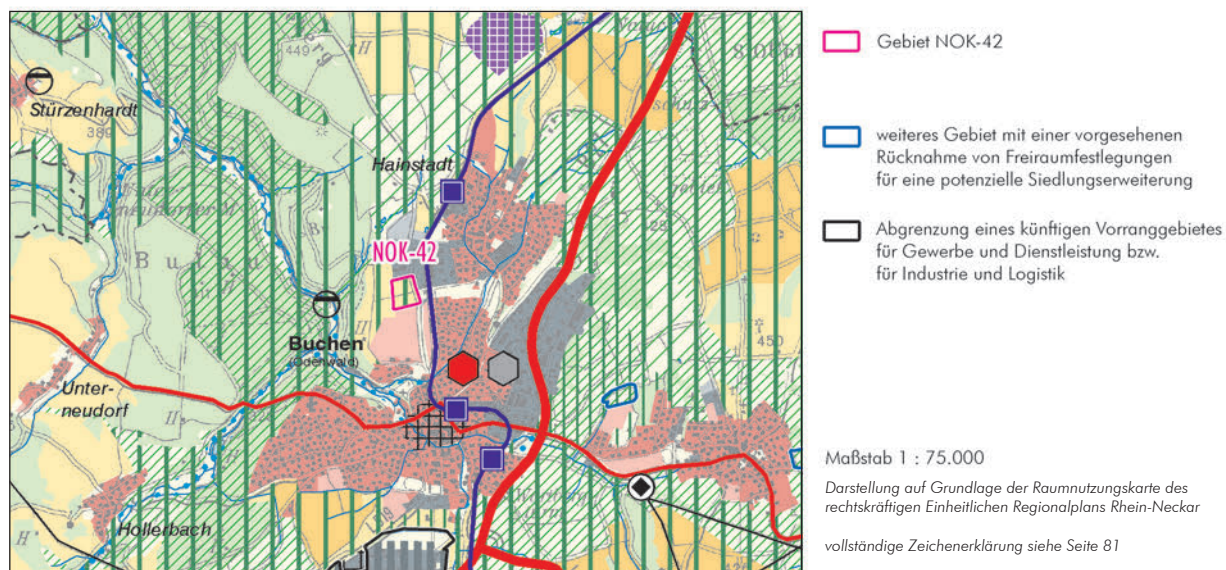 449
H
Stürzenhardt
389
Hainstadt
NOK-42
Buchen
(Odenwald)
450
Unter-
neudorf
H
Hollerbach
Gebiet NOK-42
weiteres Gebiet mit einer vorgesehenen
Rücknahme von Freiraumfestlegungen
für eine potenzielle Siedlungserweiterung
Abgrenzung eines künftigen Vorranggebietes
für Gewerbe und Dienstleistung bzw.
für Industrie und Logistik
Maßstab 1 : 75.000
Darstellung auf Grundlage der Raumnutzungskarte des
rechtskräftigen Einheitlichen Regionalplans Rhein-Neckar
vollständige Zeichenerklärung siehe Seite 81